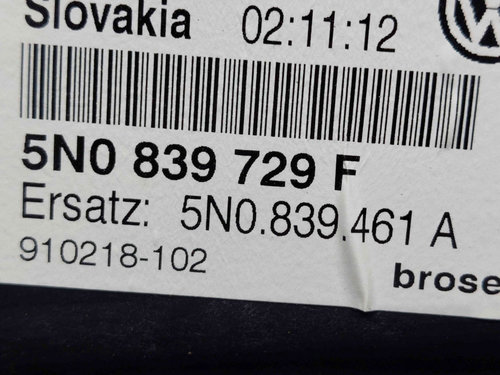 Slovakia 02:11:12
5N0 839 729 F
Ersatz: 5N0.839.461 A
910218-102
brose